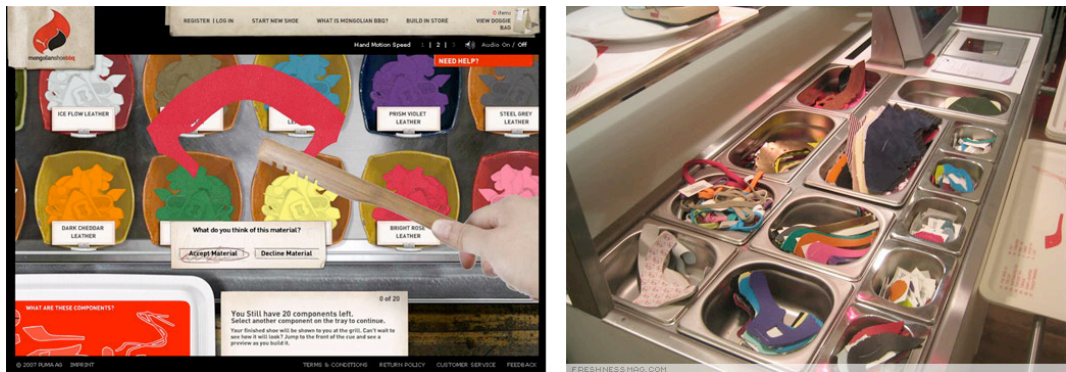 REGISTER | LOG IN
START NEW SHOE
WHAT IS MONGOLIAN BBQ?
BUILD IN STORE
0 items
VIEW DOGGIE
BAG
mongolianshoebbq
Hand Motion Speed 1 | 2 | 3
Audio On / Off
NEED HELP?
ICE FLOW LEATHER
PRISM VIOLET
LEATHER
STEEL GREY
LEATHER
DARK CHEDDAR
LEATHER
BRIGHT ROSE
LEATHER
What do you think of this material?
Accept Material
Decline Material
WHAT ARE THESE COMPONENTS?
0 of 20
You Still have 20 components left.
Select another component on the tray to continue.
Your finished shoe will be shown to you at the grill. Can't wait to
see how it will look? Jump to the front of the cue and see a
preview as you build it.
© 2007 PUMA AG
IMPRINT
TERMS & CONDITIONS
RETURN POLICY
CUSTOMER SERVICE
FEEDBACK
FRESHNESSMAG.COM